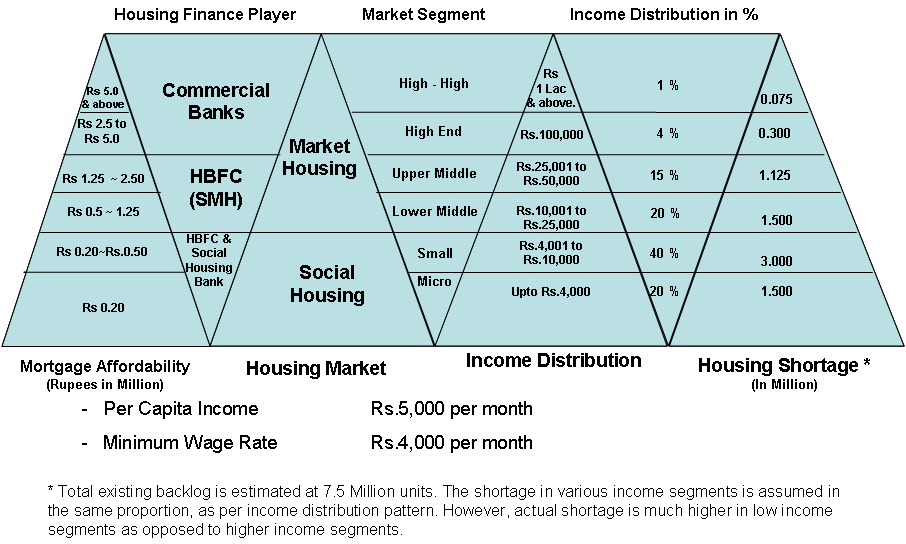 Housing Finance Player
Market Segment
Income Distribution in %
Rs 5.0
& above
Commercial
Banks
High - High
Rs
1 Lac
& above.
1 %
0.075
Rs 2.5 to
Rs 5.0
High End
Rs.100,000
4 %
0.300
Market
Housing
Rs 1.25 ~ 2.50
HBFC
(SMH)
Upper Middle
Rs.25,001 to
Rs.50,000
15 %
1.125
Rs 0.5 ~ 1.25
Lower Middle
Rs.10,001 to
Rs.25,000
20 %
1.500
Rs 0.20~Rs.0.50
HBFC &
Social
Housing
Bank
Small
Rs.4,001 to
Rs.10,000
40 %
3.000
Social
Housing
Micro
Rs 0.20
Upto Rs.4,000
20 %
1.500
Mortgage Affordability
(Rupees in Million)
Housing Market
Income Distribution
Housing Shortage *
(In Million)
- Per Capita Income Rs.5,000 per month
- Minimum Wage Rate Rs.4,000 per month
* Total existing backlog is estimated at 7.5 Million units. The shortage in various income segments is assumed in
the same proportion, as per income distribution pattern. However, actual shortage is much higher in low income
segments as opposed to higher income segments.